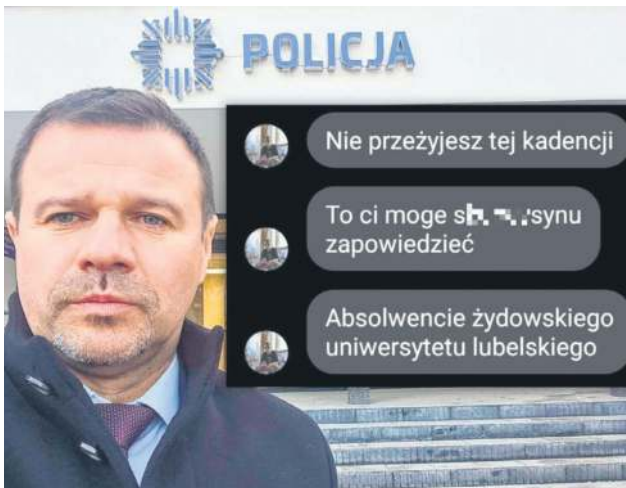 POLICJA
Nie przeżyjesz tej kadencji
To ci moge
zapowiedzieć
Absolwencie żydowskiego
uniwersytetu lubelskiego